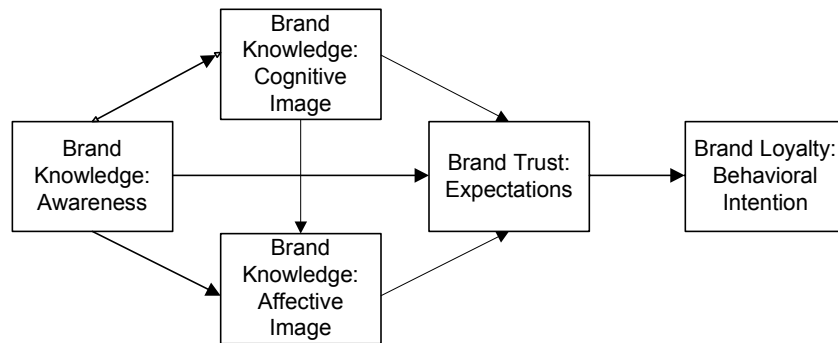 Brand
Knowledge:
Cognitive
Image
Brand
Knowledge:
Awareness
Brand Trust:
Expectations
Brand Loyalty:
Behavioral
Intention
Brand
Knowledge:
Affective
Image